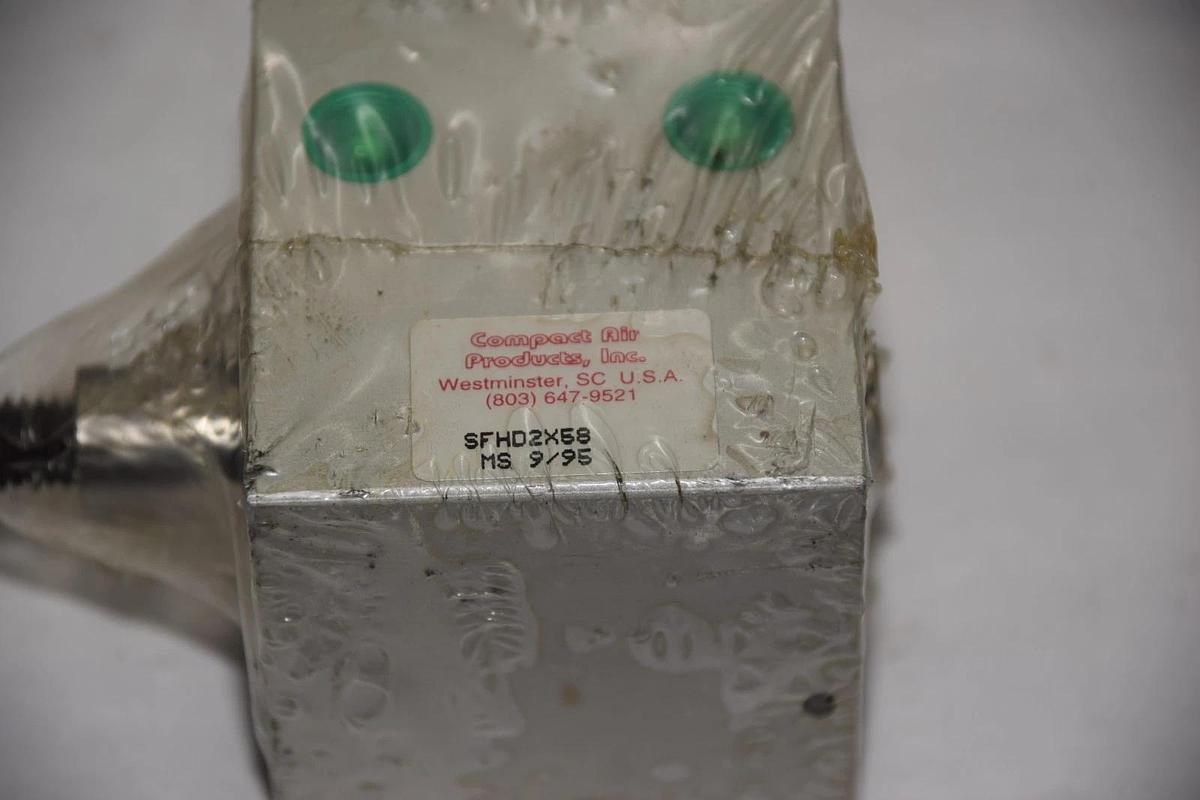 Compact Air
Products, Inc.
Westminster, SC U.S.A.
(803) 647-9521
SFHD2X58
MS 9/95